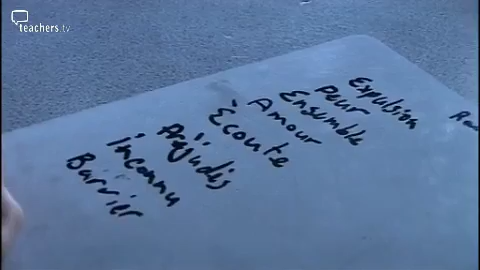 teachers.tv
Expulsion
Peur
Ensemble
Amour
Écoute
Préjudis
inconnu
Barrier